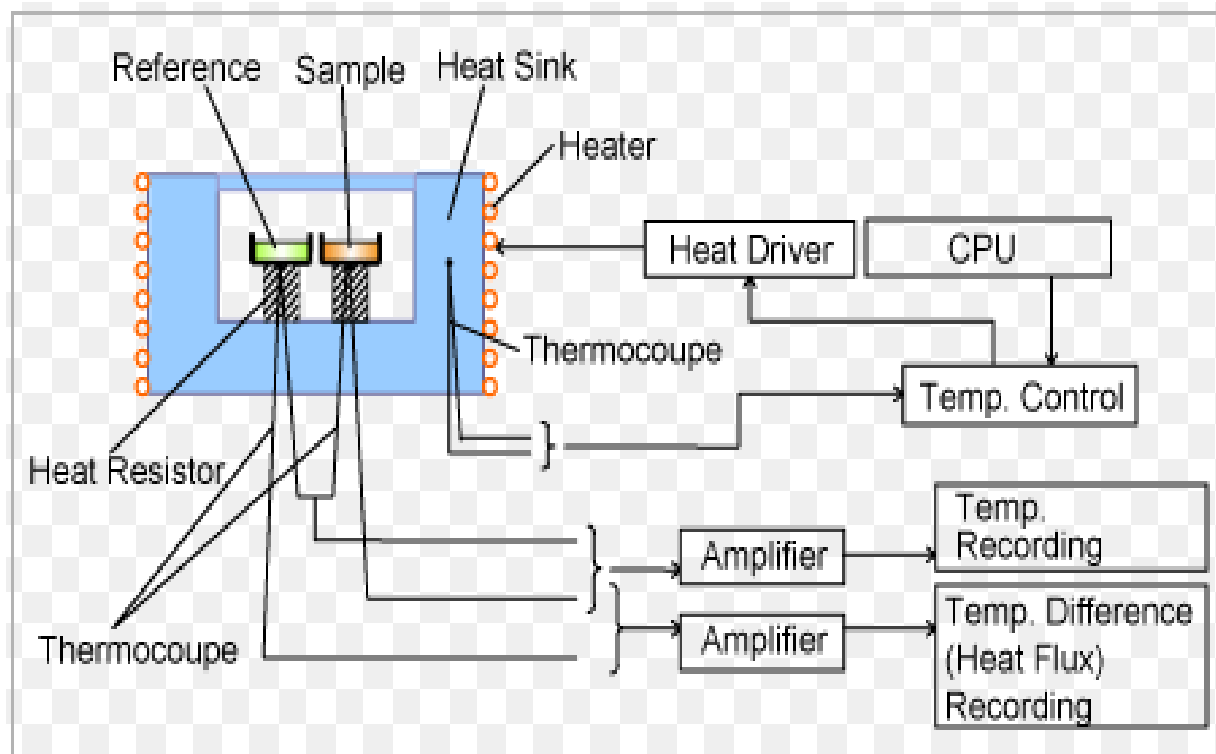 Reference
Sample
Heat Sink
Heater
Heat Driver
CPU
Thermocoupe
Temp. Control
Heat Resistor
Temp.
Recording
Amplifier
Temp. Difference
(Heat Flux)
Recording
Amplifier
Thermocoupe